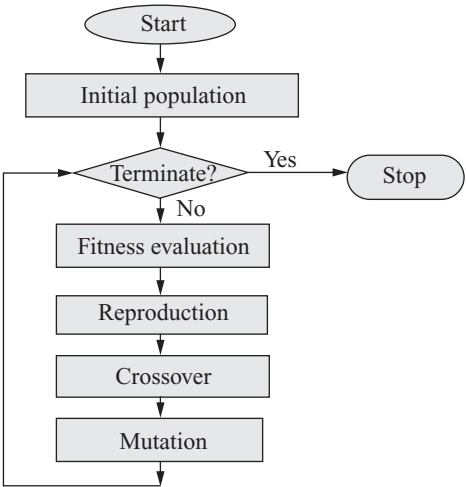 Start
Initial population
Terminate?
Yes
Stop
No
Fitness evaluation
Reproduction
Crossover
Mutation